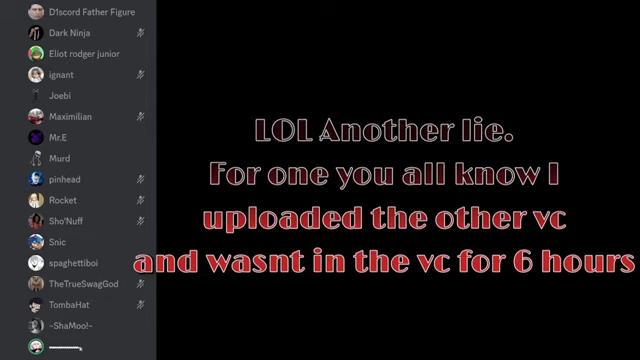 D1scord Father Figure
Dark Ninja
Eliot rodger junior
ignant
Joebi
Maximilian
Mr.E
Murd
pinhead
Rocket
Sho'Nuff
Snic
spaghettiboi
TheTrueSwagGod
TombaHat
~ShaMoo!~
LOL Another lie.
For one you all know I
uploaded the other vc
and wasnt in the vc for 6 hours